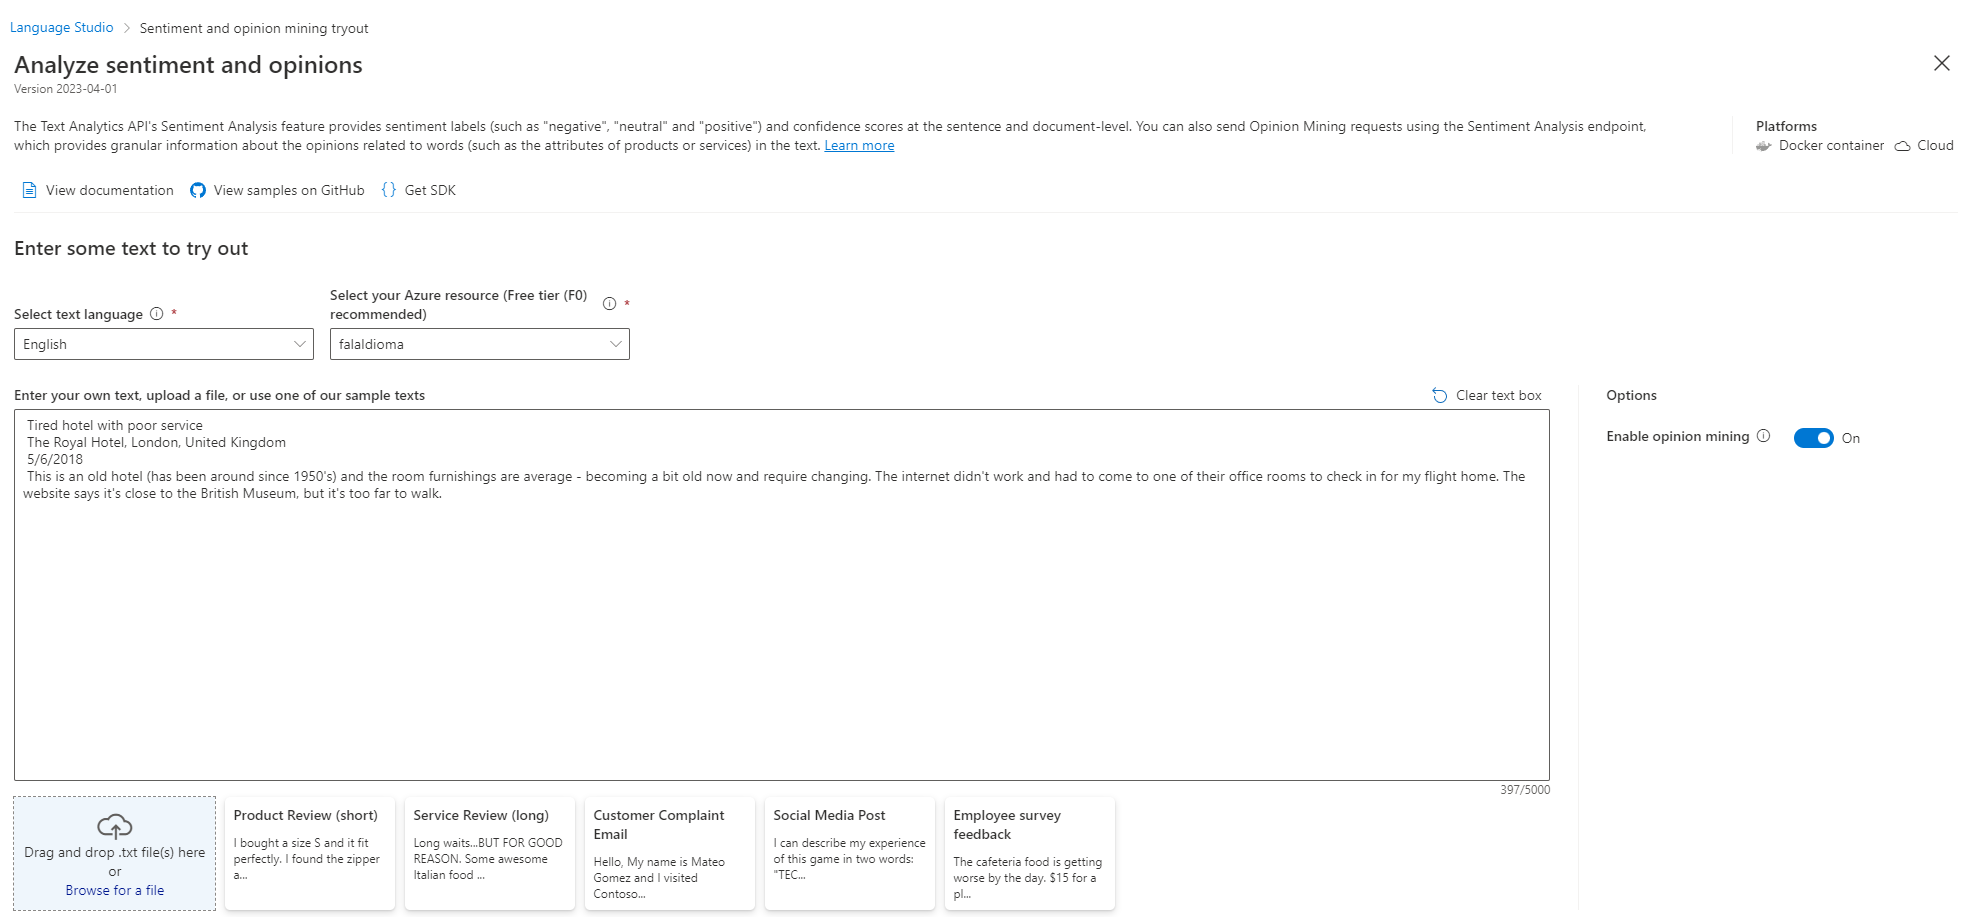 Language Studio > Sentiment and opinion mining tryout
Analyze sentiment and opinions
Version 2023-04-01
The Text Analytics API's Sentiment Analysis feature provides sentiment labels (such as "negative", "neutral" and "positive") and confidence scores at the sentence and document-level. You can also send Opinion Mining requests using the Sentiment Analysis endpoint,
which provides granular information about the opinions related to words (such as the attributes of products or services) in the text. Learn more
Platforms
Docker container Cloud
View documentation View samples on GitHub {} Get SDK
Enter some text to try out
Select text language *
English
Select your Azure resource (Free tier (F0)
recommended) *
falaIdioma
Enter your own text, upload a file, or use one of our sample texts
Clear text box
Tired hotel with poor service
The Royal Hotel, London, United Kingdom
5/6/2018
This is an old hotel (has been around since 1950's) and the room furnishings are average - becoming a bit old now and require changing. The internet didn't work and had to come to one of their office rooms to check in for my flight home. The
website says it's close to the British Museum, but it's too far to walk.
397/5000
Options
Enable opinion mining On
Drag and drop .txt file(s) here
or
Browse for a file
Product Review (short)
I bought a size S and it fit
perfectly. I found the zipper
a...
Service Review (long)
Long waits...BUT FOR GOOD
REASON. Some awesome
Italian food ...
Customer Complaint
Email
Hello, My name is Mateo
Gomez and I visited
Contoso...
Social Media Post
I can describe my experience
of this game in two words:
"TEC...
Employee survey
feedback
The cafeteria food is getting
worse by the day. $15 for a
pl...